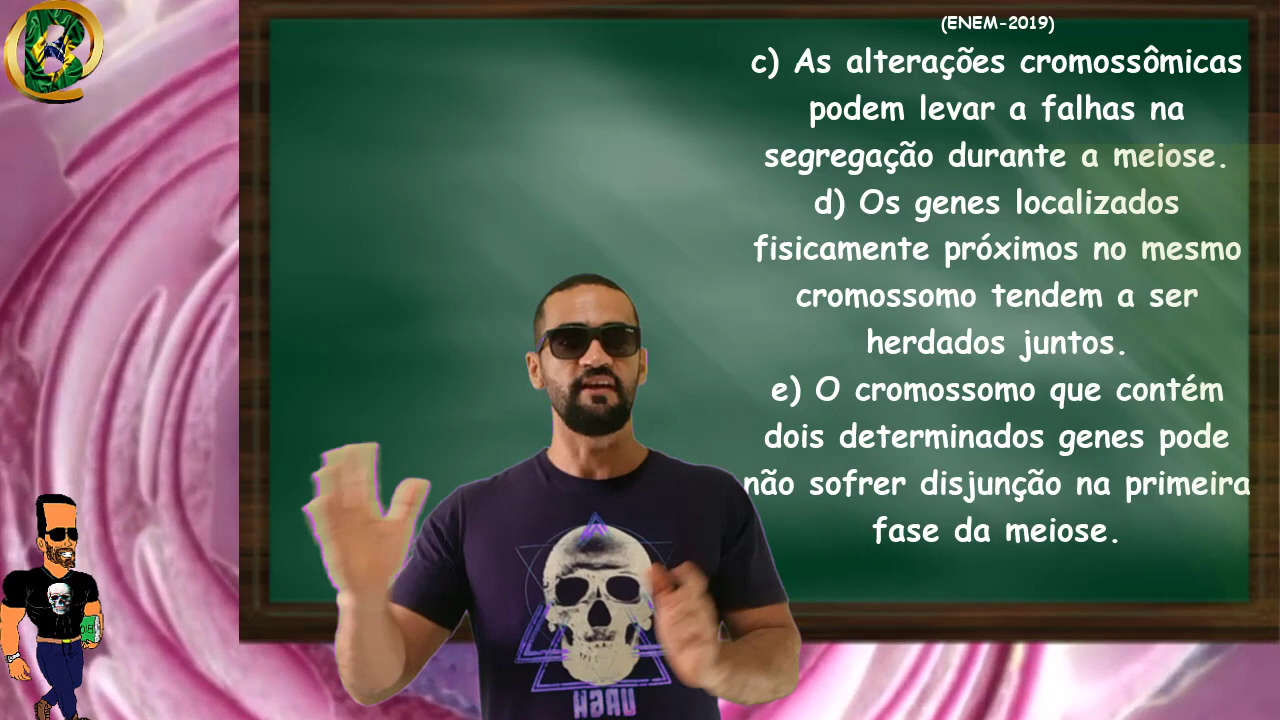 (ENEM-2019)
c) As alterações cromossômicas
podem levar a falhas na
segregação durante a meiose.
d) Os genes localizados
fisicamente próximos no mesmo
cromossomo tendem a ser
herdados juntos.
e) O cromossomo que contém
dois determinados genes pode
não sofrer disjunção na primeira
fase da meiose.